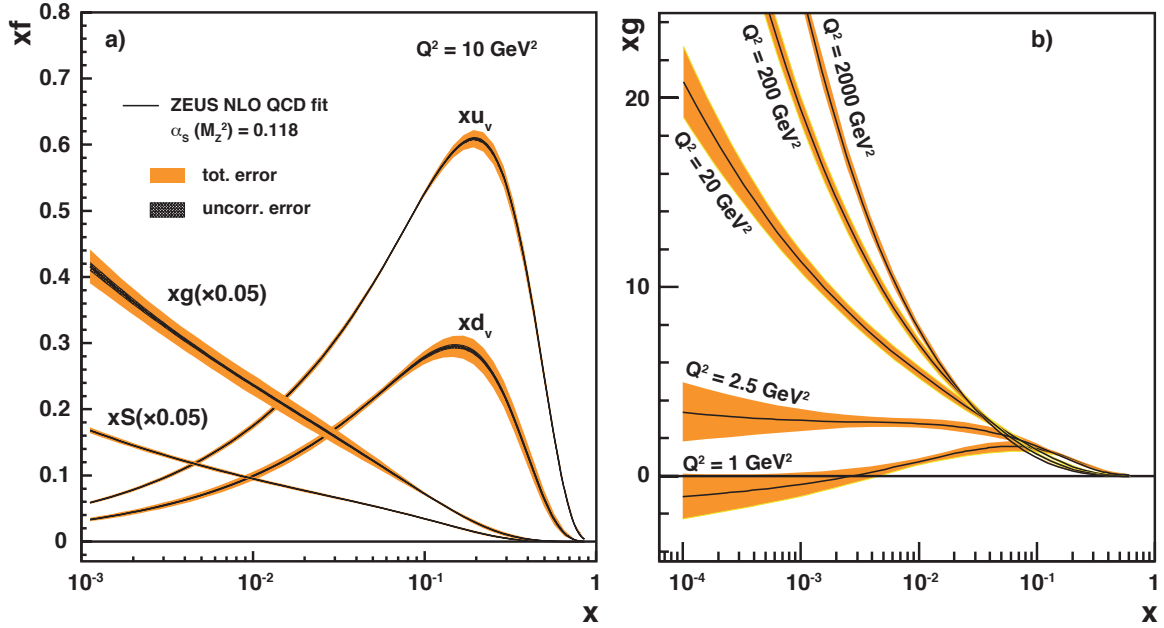 xf
a)
Q² = 10 GeV²
ZEUS NLO QCD fit
αs (M_Z²) = 0.118
tot. error
uncorr. error
xu_v
xd_v
xg(×0.05)
xS(×0.05)
0.8
0.7
0.6
0.5
0.4
0.3
0.2
0.1
0
10⁻³
10⁻²
10⁻¹
1
x
xg
b)
Q² = 2000 GeV²
Q² = 200 GeV²
Q² = 20 GeV²
Q² = 2.5 GeV²
Q² = 1 GeV²
20
10
0
10⁻⁴
10⁻³
10⁻²
10⁻¹
1
x